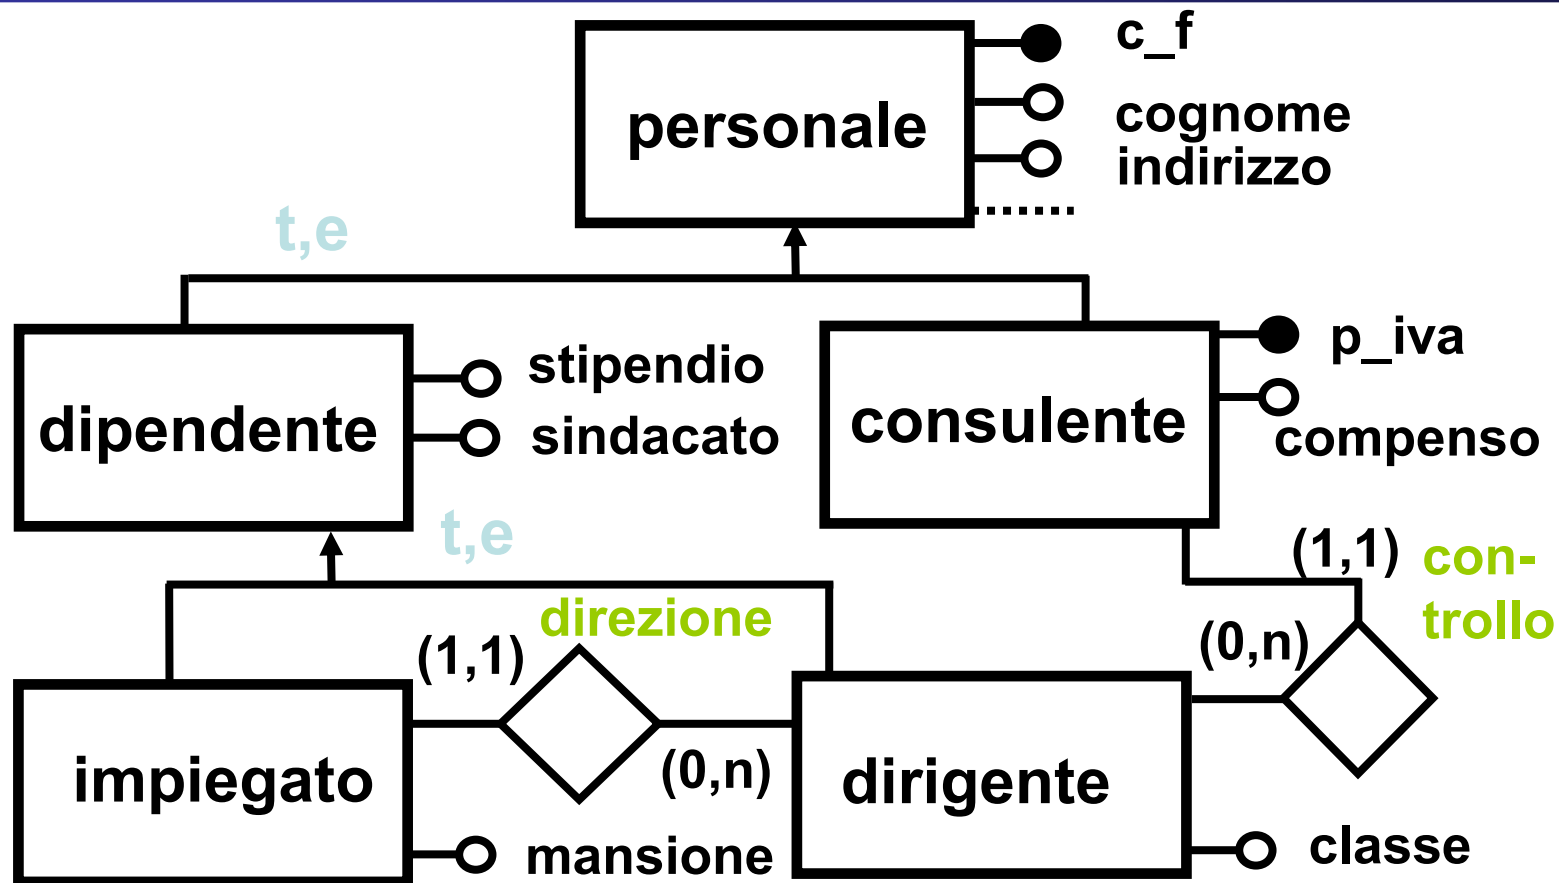 c_f
personale
cognome
indirizzo
t,e
dipendente
stipendio
sindacato
consulente
p_iva
compenso
t,e
(1,1)
con-
trollo
direzione
(1,1)
(0,n)
impiegato
(0,n)
dirigente
mansione
classe